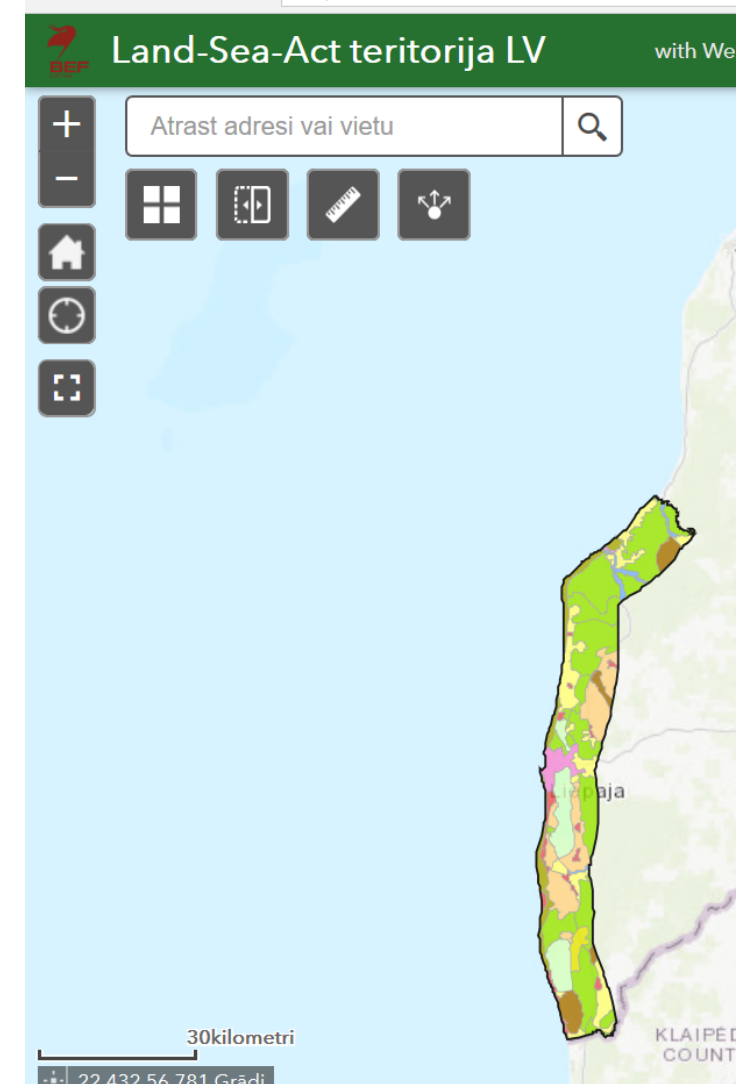 BEF
Land-Sea-Act teritorija LV
with We
+
Atrast adresi vai vietu
−
Liepaja
30kilometri
KLAIPĖD
COUNT
22.432 56.781 Grādi